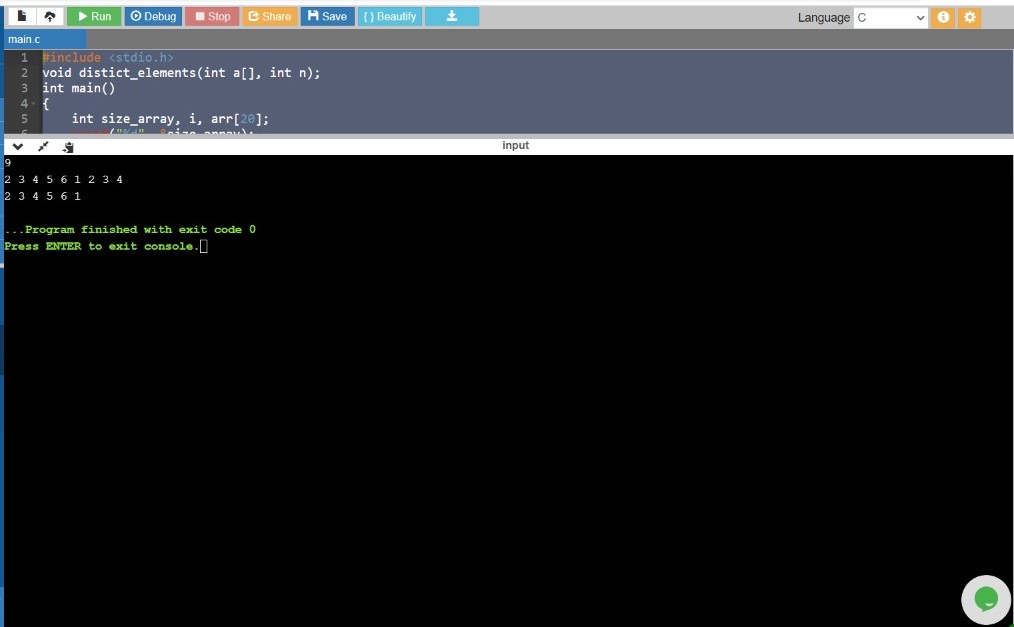 Run Debug Stop Share Save { } Beautify Language C
main.c
1 #include <stdio.h>
2 void distict_elements(int a[], int n);
3 int main()
4 {
5 int size_array, i, arr[20];
6 ("%d", &size_array);
input
9
2 3 4 5 6 1 2 3 4
2 3 4 5 6 1
...Program finished with exit code 0
Press ENTER to exit console.